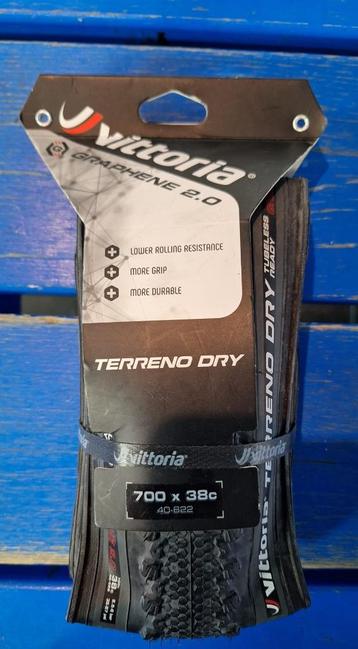 Vittoria®
G GRAPHENE 2.0
LOWER ROLLING RESISTANCE
MORE GRIP
MORE DURABLE
TERRENO DRY
Vittoria
Vittoria
700 x 38c
40-622
Vittoria TERRENO DRY TUBELESS READY